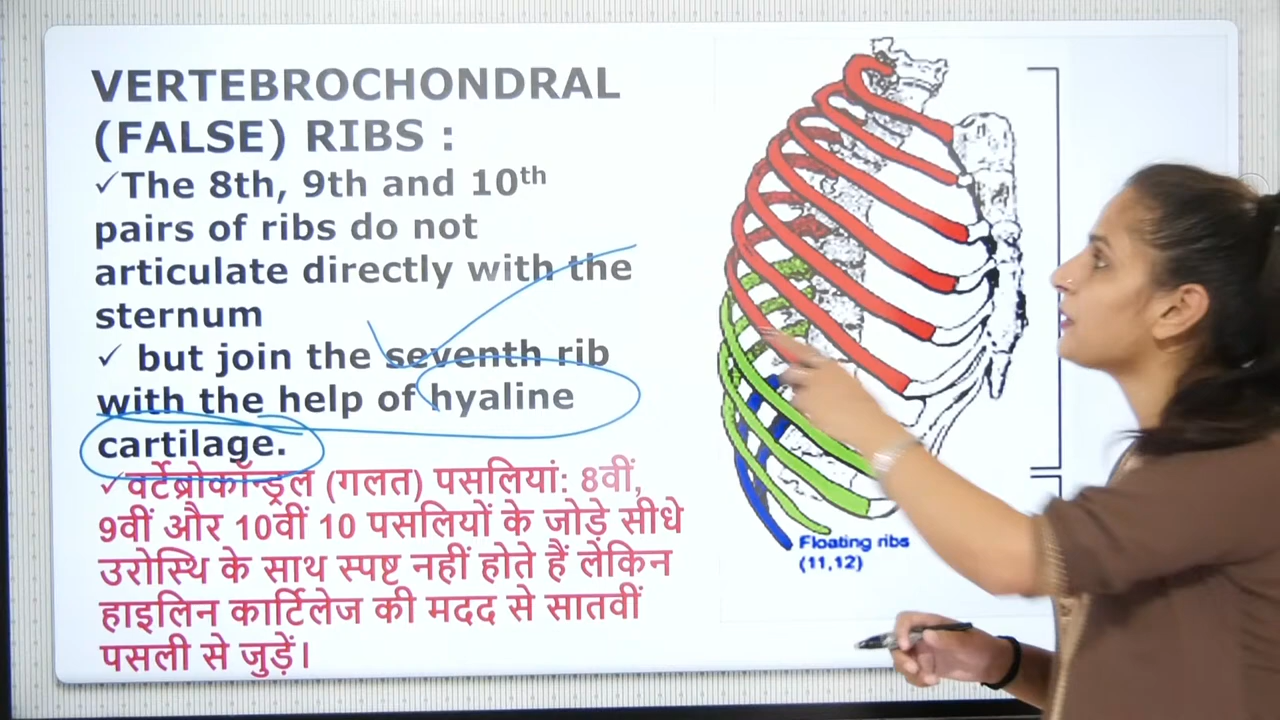 VERTEBROCHONDRAL
(FALSE) RIBS :
✓The 8th, 9th and 10th
pairs of ribs do not
articulate directly with the
sternum
✓ but join the seventh rib
with the help of hyaline
cartilage.
✓वर्टेब्रोकॉन्ड्रल (गलत) पसलियां: 8वीं,
9वीं और 10वीं 10 पसलियों के जोड़े सीधे
उरोस्थि के साथ स्पष्ट नहीं होते हैं लेकिन
हाइलिन कार्टिलेज की मदद से सातवीं
पसली से जुड़ें।
Floating ribs
(11,12)